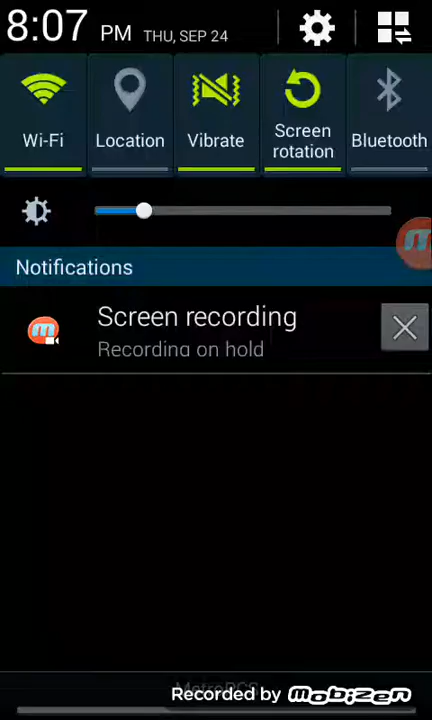 8:07 PM THU, SEP 24
Wi-Fi
Location
Vibrate
Screen rotation
Bluetooth
Notifications
Screen recording
Recording on hold
MetroPCS
Recorded by mobizen